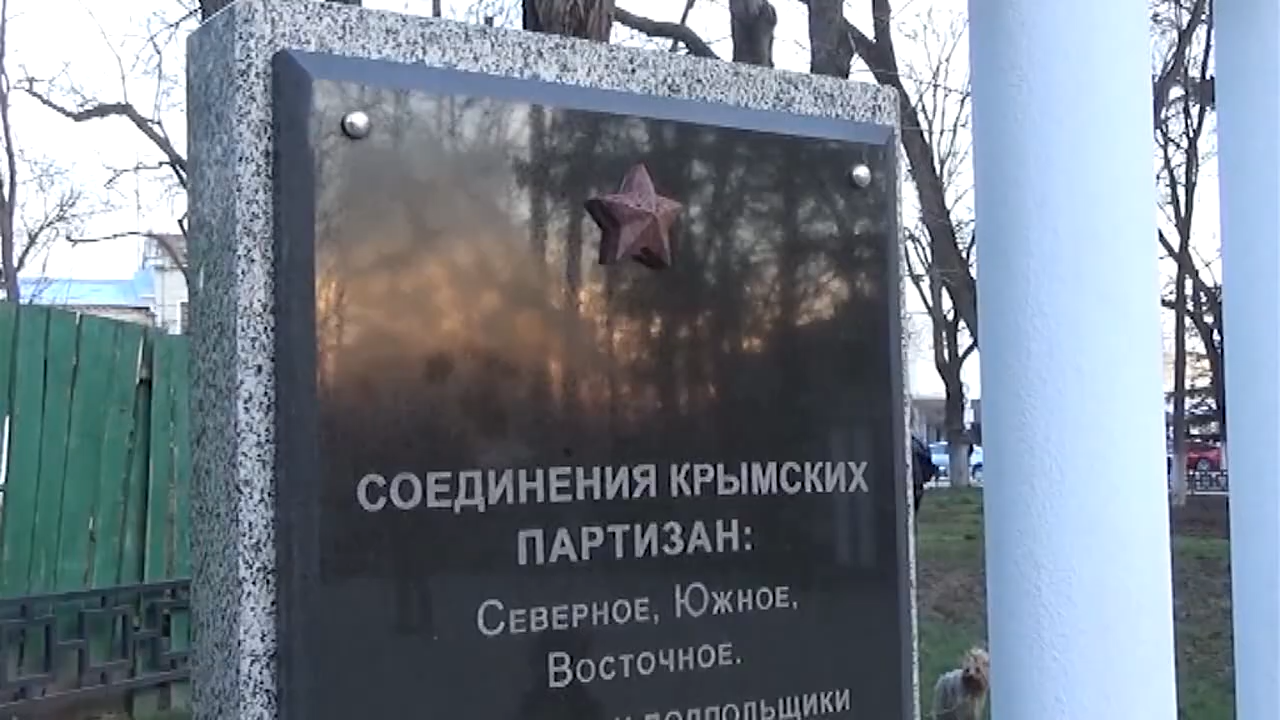 СОЕДИНЕНИЯ КРЫМСКИХ
ПАРТИЗАН:
СЕВЕРНОЕ, ЮЖНОЕ,
ВОСТОЧНОЕ.
И ПОДПОЛЬЩИКИ